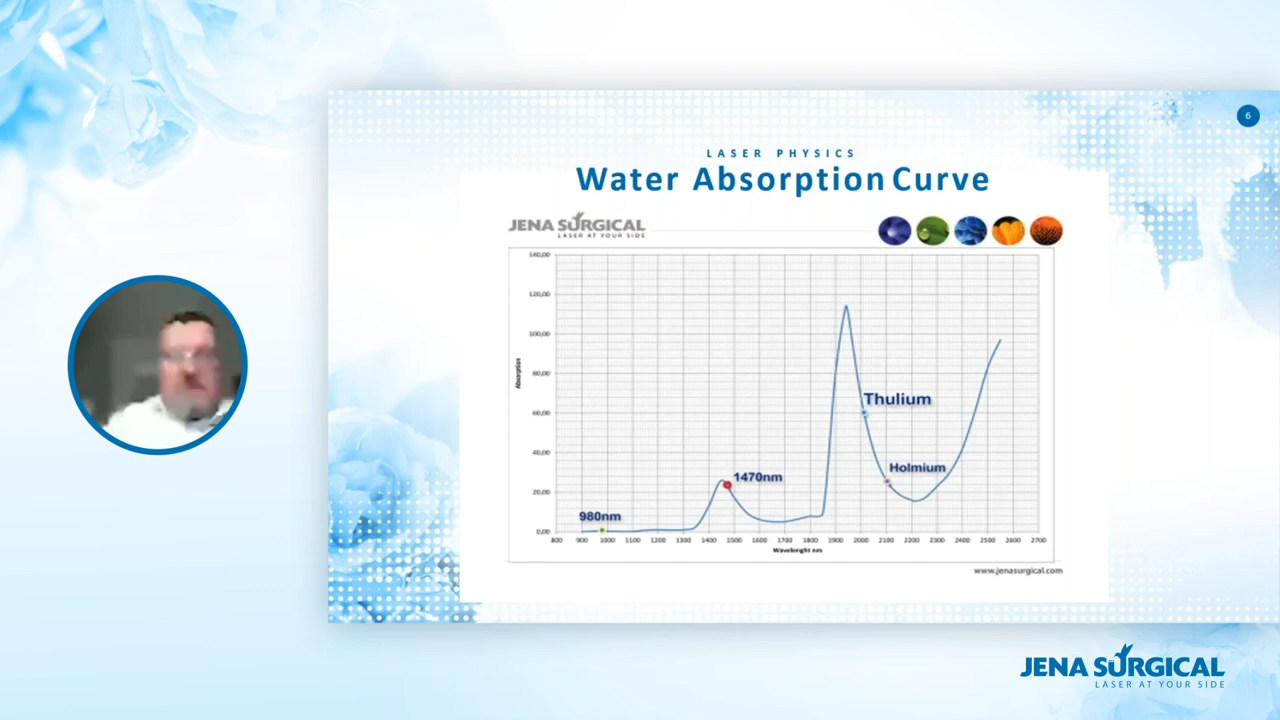 6
LASER PHYSICS
Water Absorption Curve
JENA SURGICAL
LASER AT YOUR SIDE
140,00
120,00
100,00
80,00
60,00
40,00
20,00
0,00
Absorption
Thulium
Holmium
1470nm
980nm
800 900 1000 1100 1200 1300 1400 1500 1600 1700 1800 1900 2000 2100 2200 2300 2400 2500 2600 2700
Wavelenght nm
www.jenasurgical.com
JENA SURGICAL
LASER AT YOUR SIDE